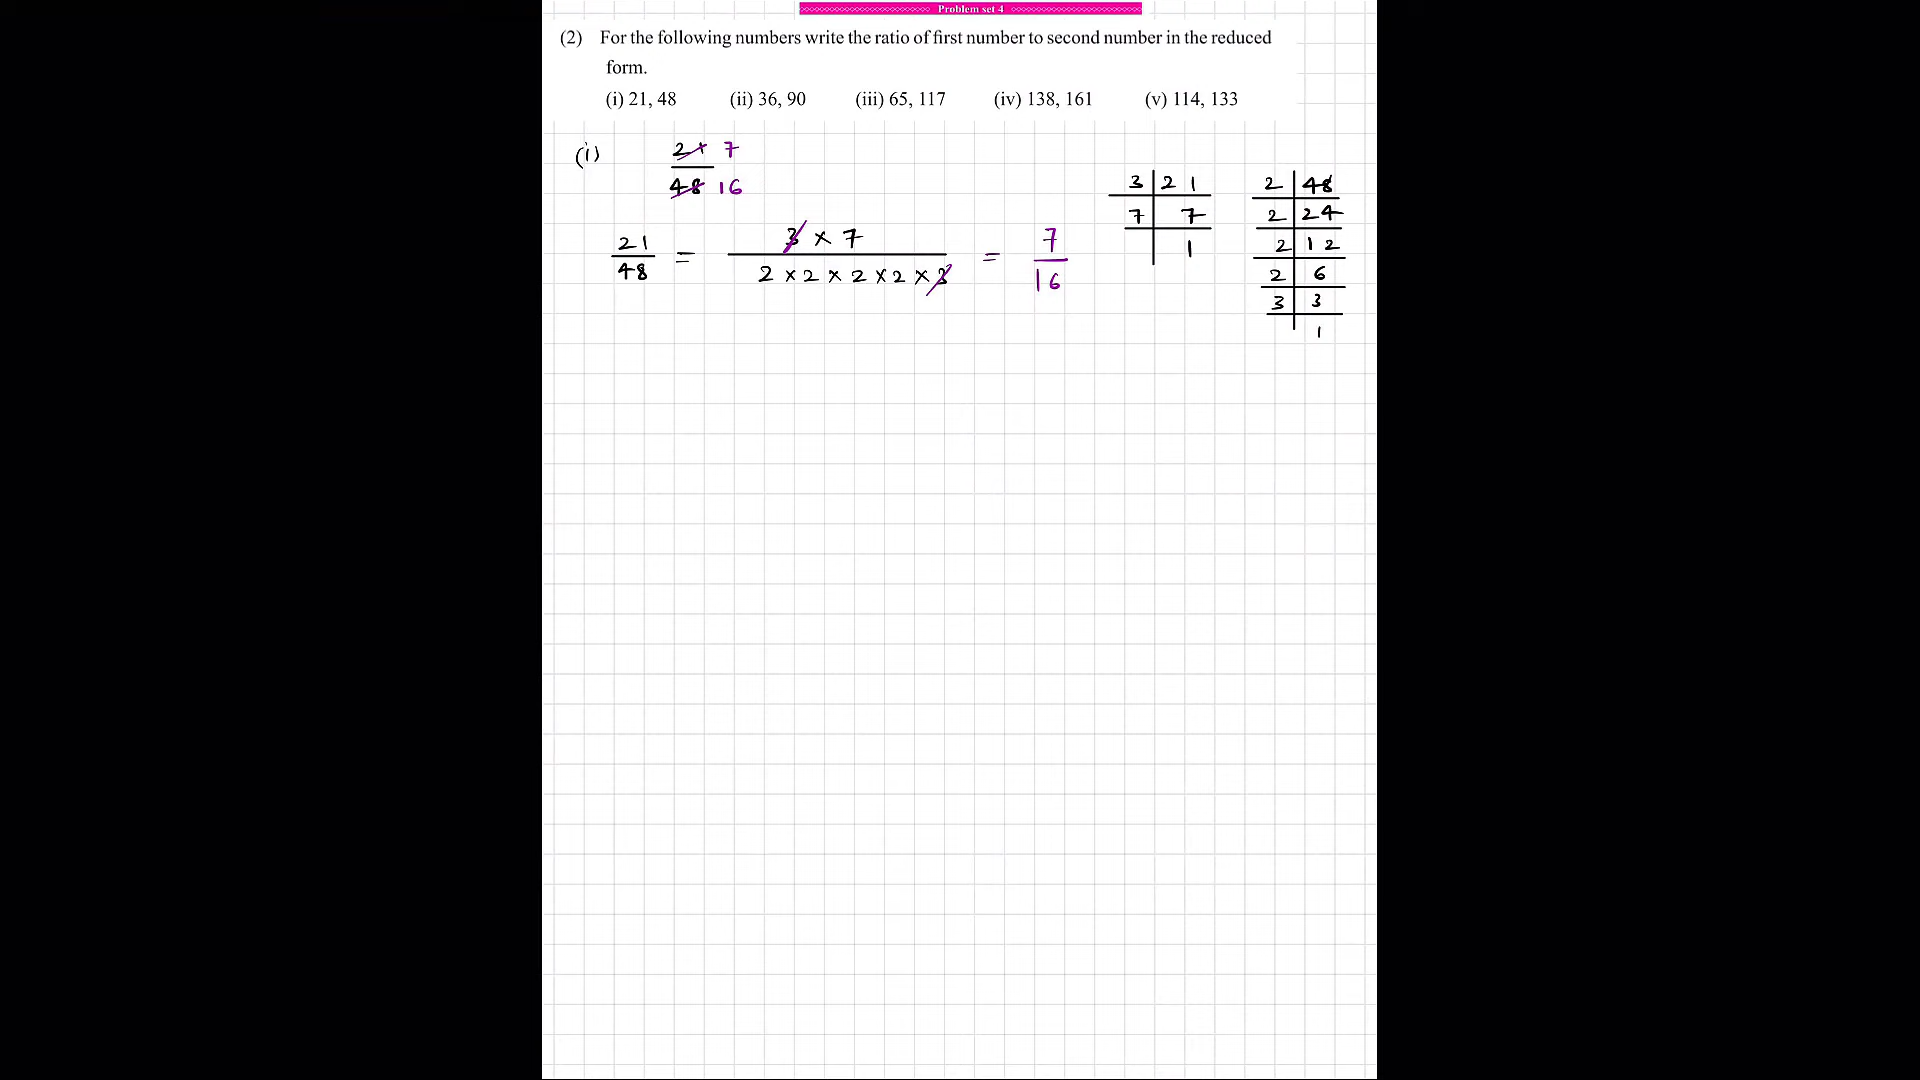 Problem set 4
(2) For the following numbers write the ratio of first number to second number in the reduced
form.
(i) 21, 48 (ii) 36, 90 (iii) 65, 117 (iv) 138, 161 (v) 114, 133
(i) 21 7
48 16
21 = 3 × 7 = 7
48 2 × 2 × 2 × 2 × 3 16
3 21
7 7
1
2 48
2 24
2 12
2 6
3 3
1